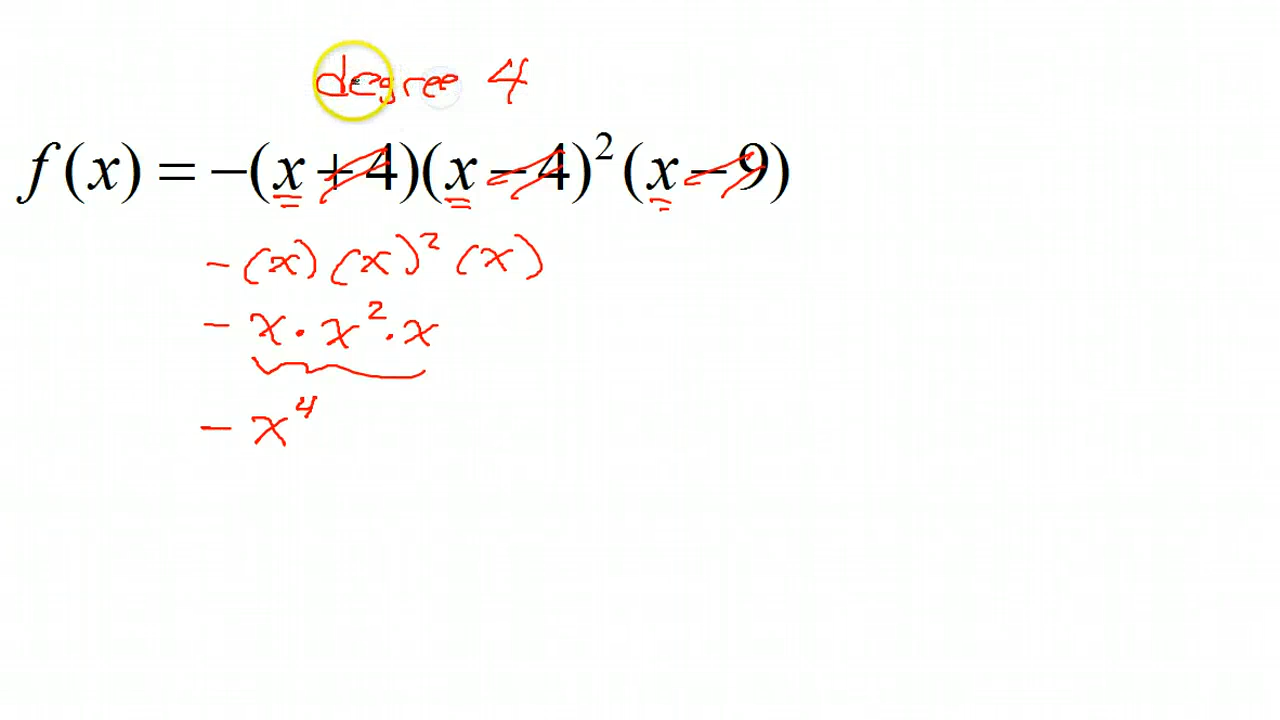 degree 4
f(x) = −(x + 4)(x − 4)²(x − 9)
− (x) (x)² (x)
− x · x² · x
− x⁴